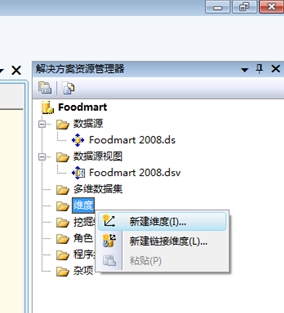 解决方案资源管理器
Foodmart
数据源
Foodmart 2008.ds
数据源视图
Foodmart 2008.dsv
多维数据集
维度
新建维度(I)...
挖掘
新建链接维度(L)...
角色
粘贴(P)
程序
杂项